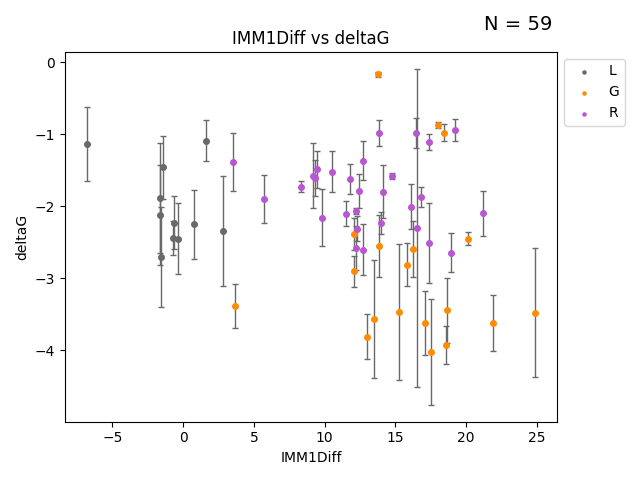 N = 59
IMM1Diff vs deltaG
L
G
R
deltaG
0
−1
−2
−3
−4
−5
0
5
10
15
20
25
IMM1Diff